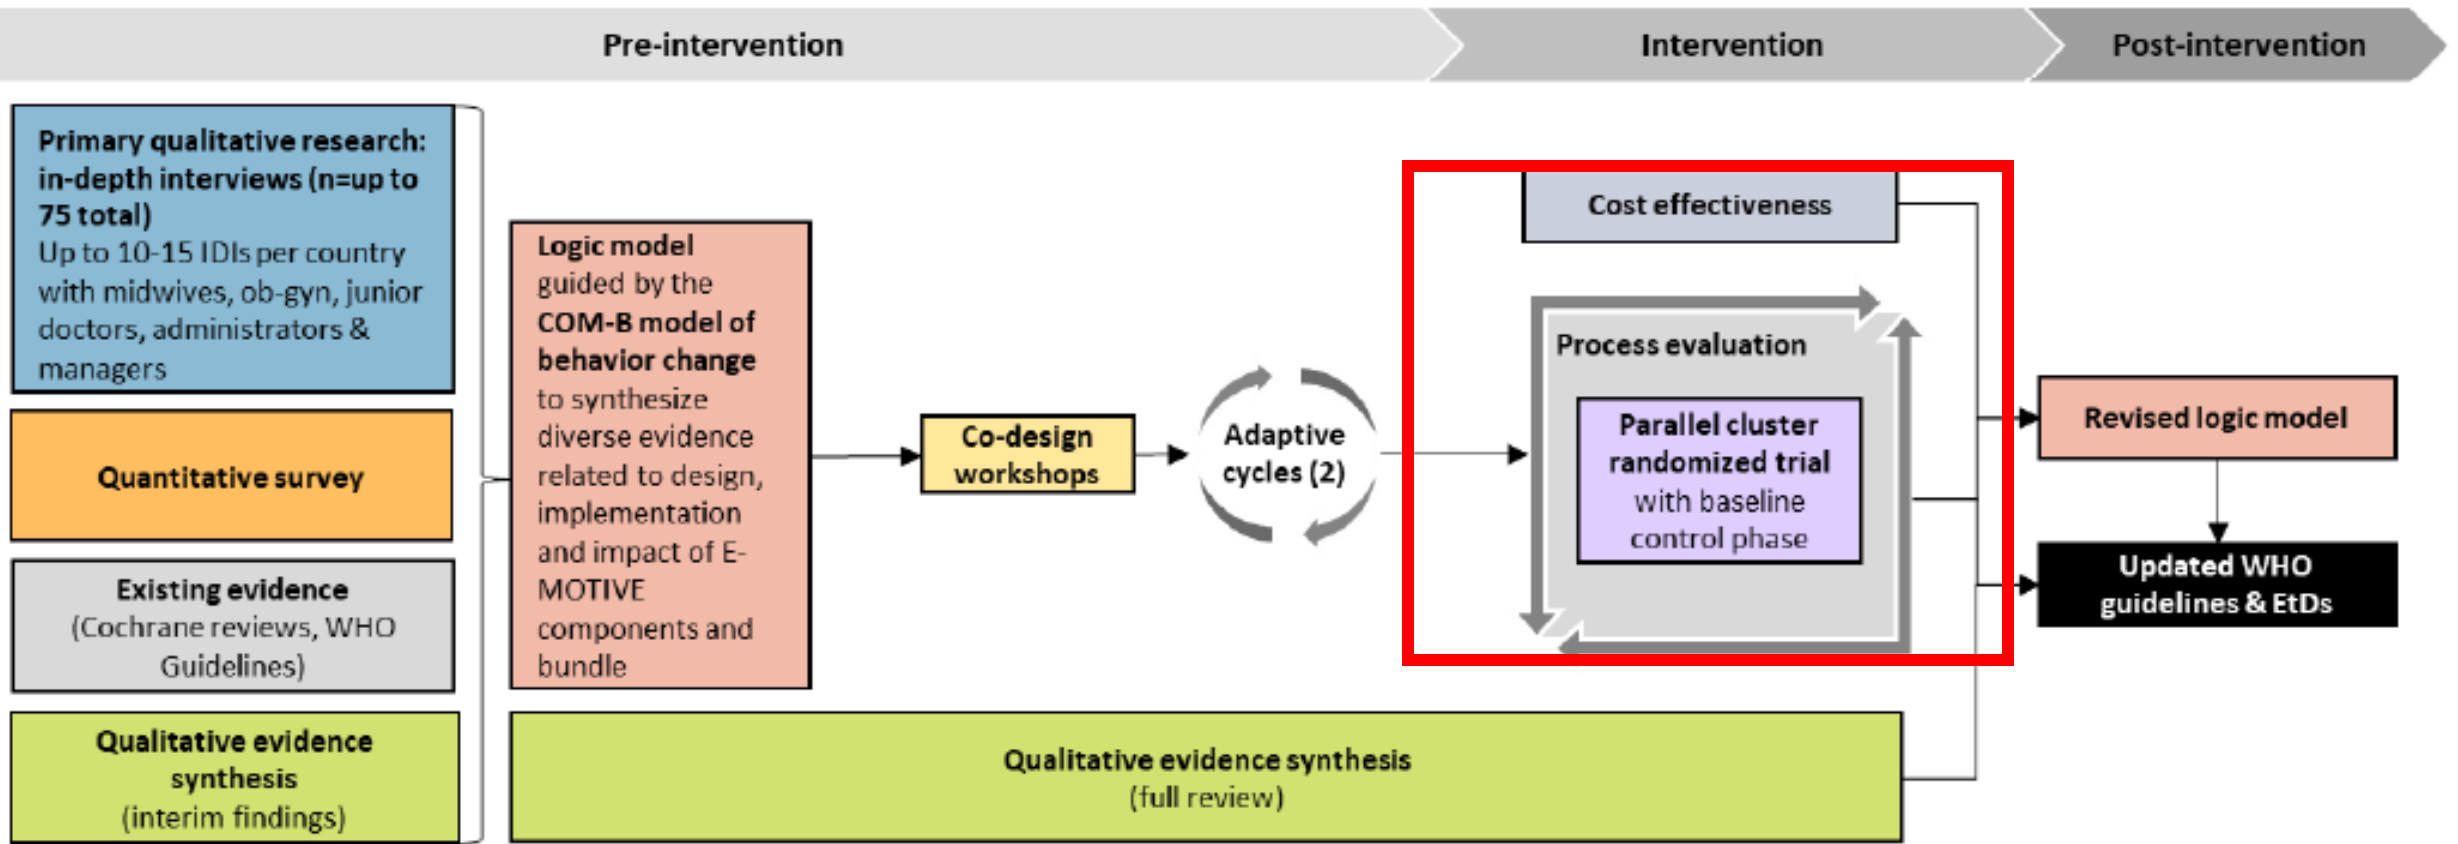 Pre-intervention
Intervention
Post-intervention
Primary qualitative research:
in-depth interviews (n=up to
75 total)
Up to 10-15 IDIs per country
with midwives, ob-gyn, junior
doctors, administrators &
managers
Quantitative survey
Existing evidence
(Cochrane reviews, WHO
Guidelines)
Qualitative evidence
synthesis
(interim findings)
Logic model
guided by the
COM-B model of
behavior change
to synthesize
diverse evidence
related to design,
implementation
and impact of E-
MOTIVE
components and
bundle
Co-design
workshops
Adaptive
cycles (2)
Cost effectiveness
Process evaluation
Parallel cluster
randomized trial
with baseline
control phase
Qualitative evidence synthesis
(full review)
Revised logic model
Updated WHO
guidelines & EtDs